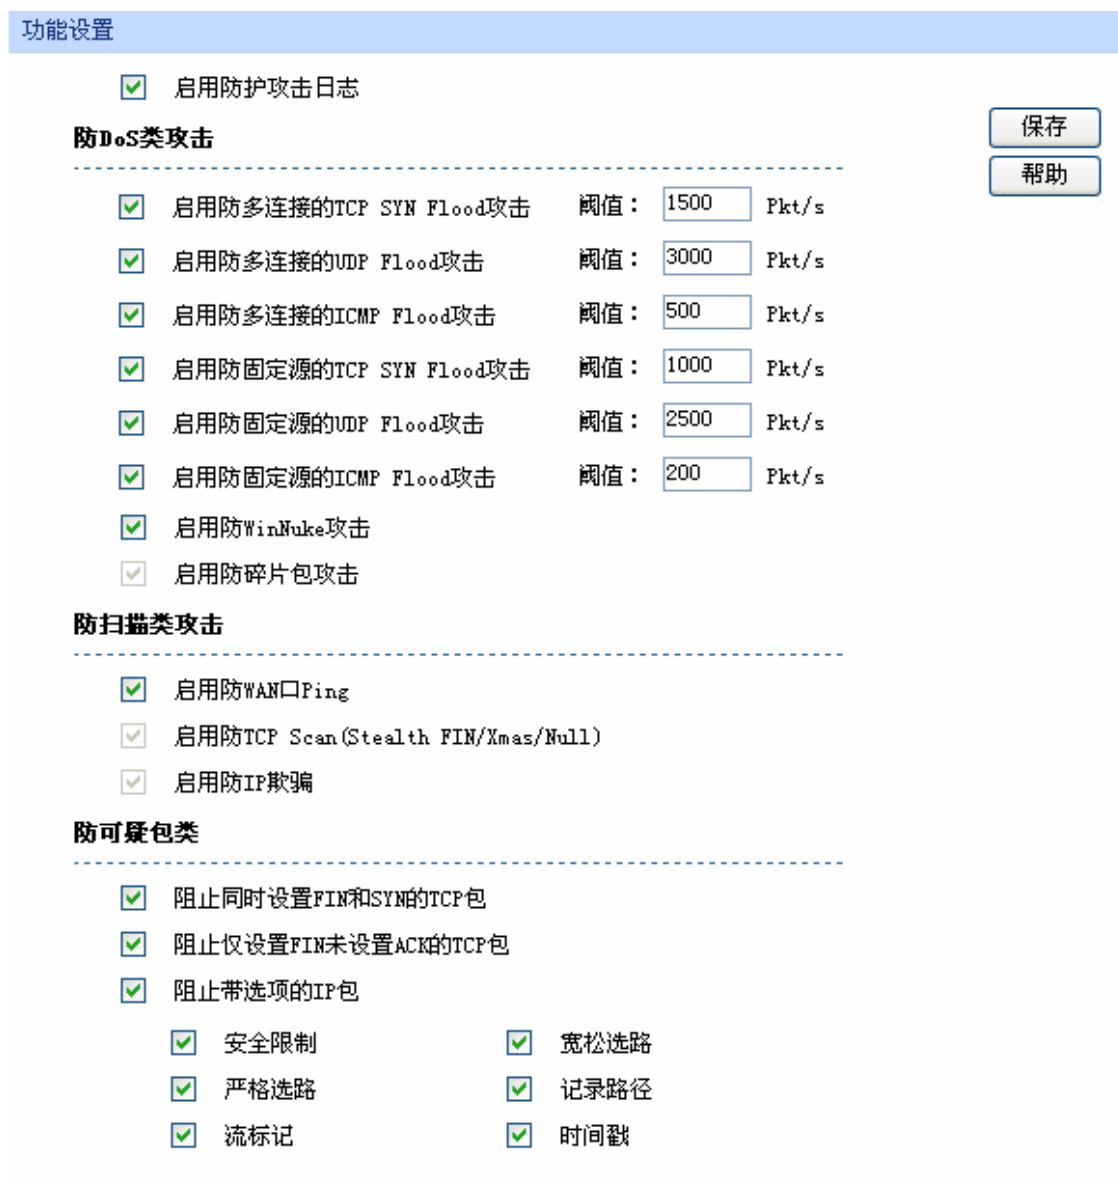 功能设置
启用防护攻击日志
防DoS类攻击
保存
帮助
启用防多连接的TCP SYN Flood攻击 阈值： 1500 Pkt/s
启用防多连接的UDP Flood攻击 阈值： 3000 Pkt/s
启用防多连接的ICMP Flood攻击 阈值： 500 Pkt/s
启用防固定源的TCP SYN Flood攻击 阈值： 1000 Pkt/s
启用防固定源的UDP Flood攻击 阈值： 2500 Pkt/s
启用防固定源的ICMP Flood攻击 阈值： 200 Pkt/s
启用防WinNuke攻击
启用防碎片包攻击
防扫描类攻击
启用防WAN口Ping
启用防TCP Scan(Stealth FIN/Xmas/Null)
启用防IP欺骗
防可疑包类
阻止同时设置FIN和SYN的TCP包
阻止仅设置FIN未设置ACK的TCP包
阻止带选项的IP包
安全限制 宽松选路
严格选路 记录路径
流标记 时间戳